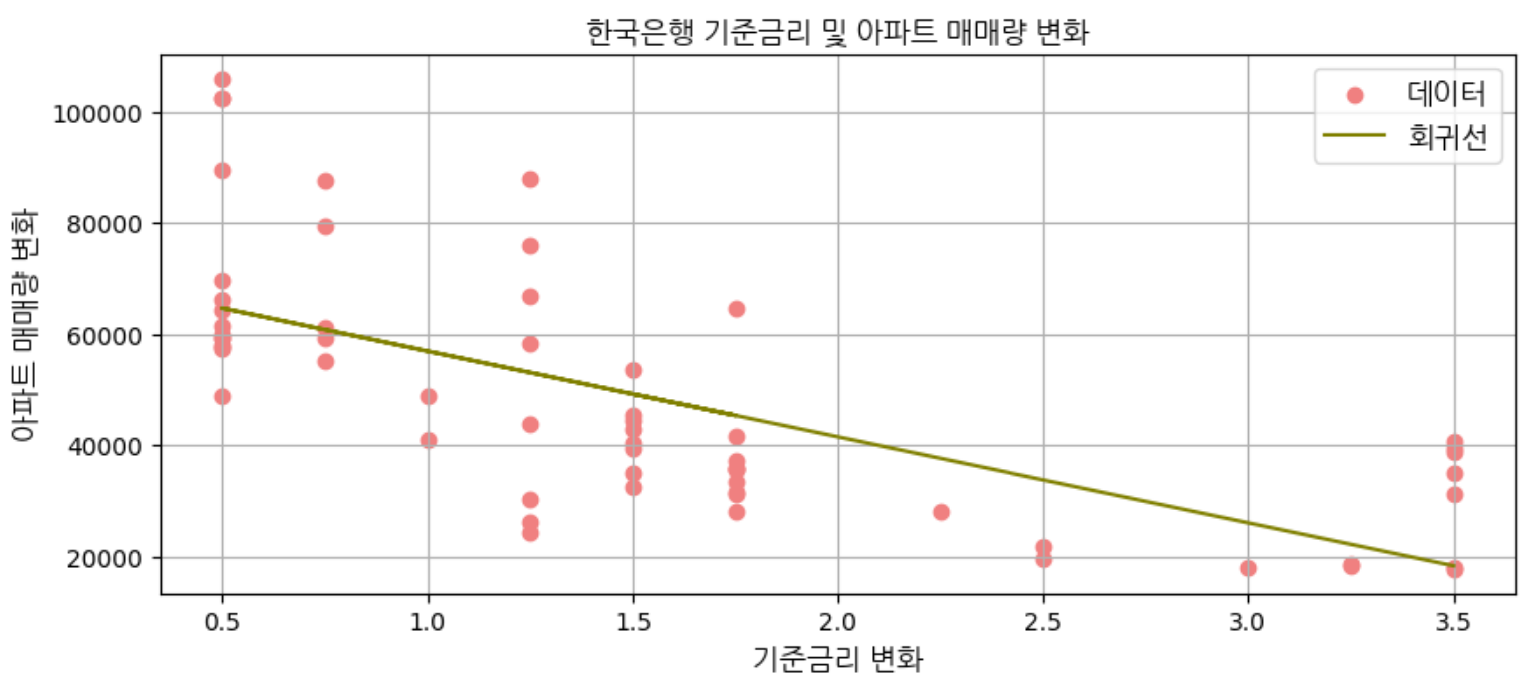 한국은행 기준금리 및 아파트 매매량 변화
데이터
회귀선
아파트 매매량 변화
100000
80000
60000
40000
20000
0.5 1.0 1.5 2.0 2.5 3.0 3.5
기준금리 변화